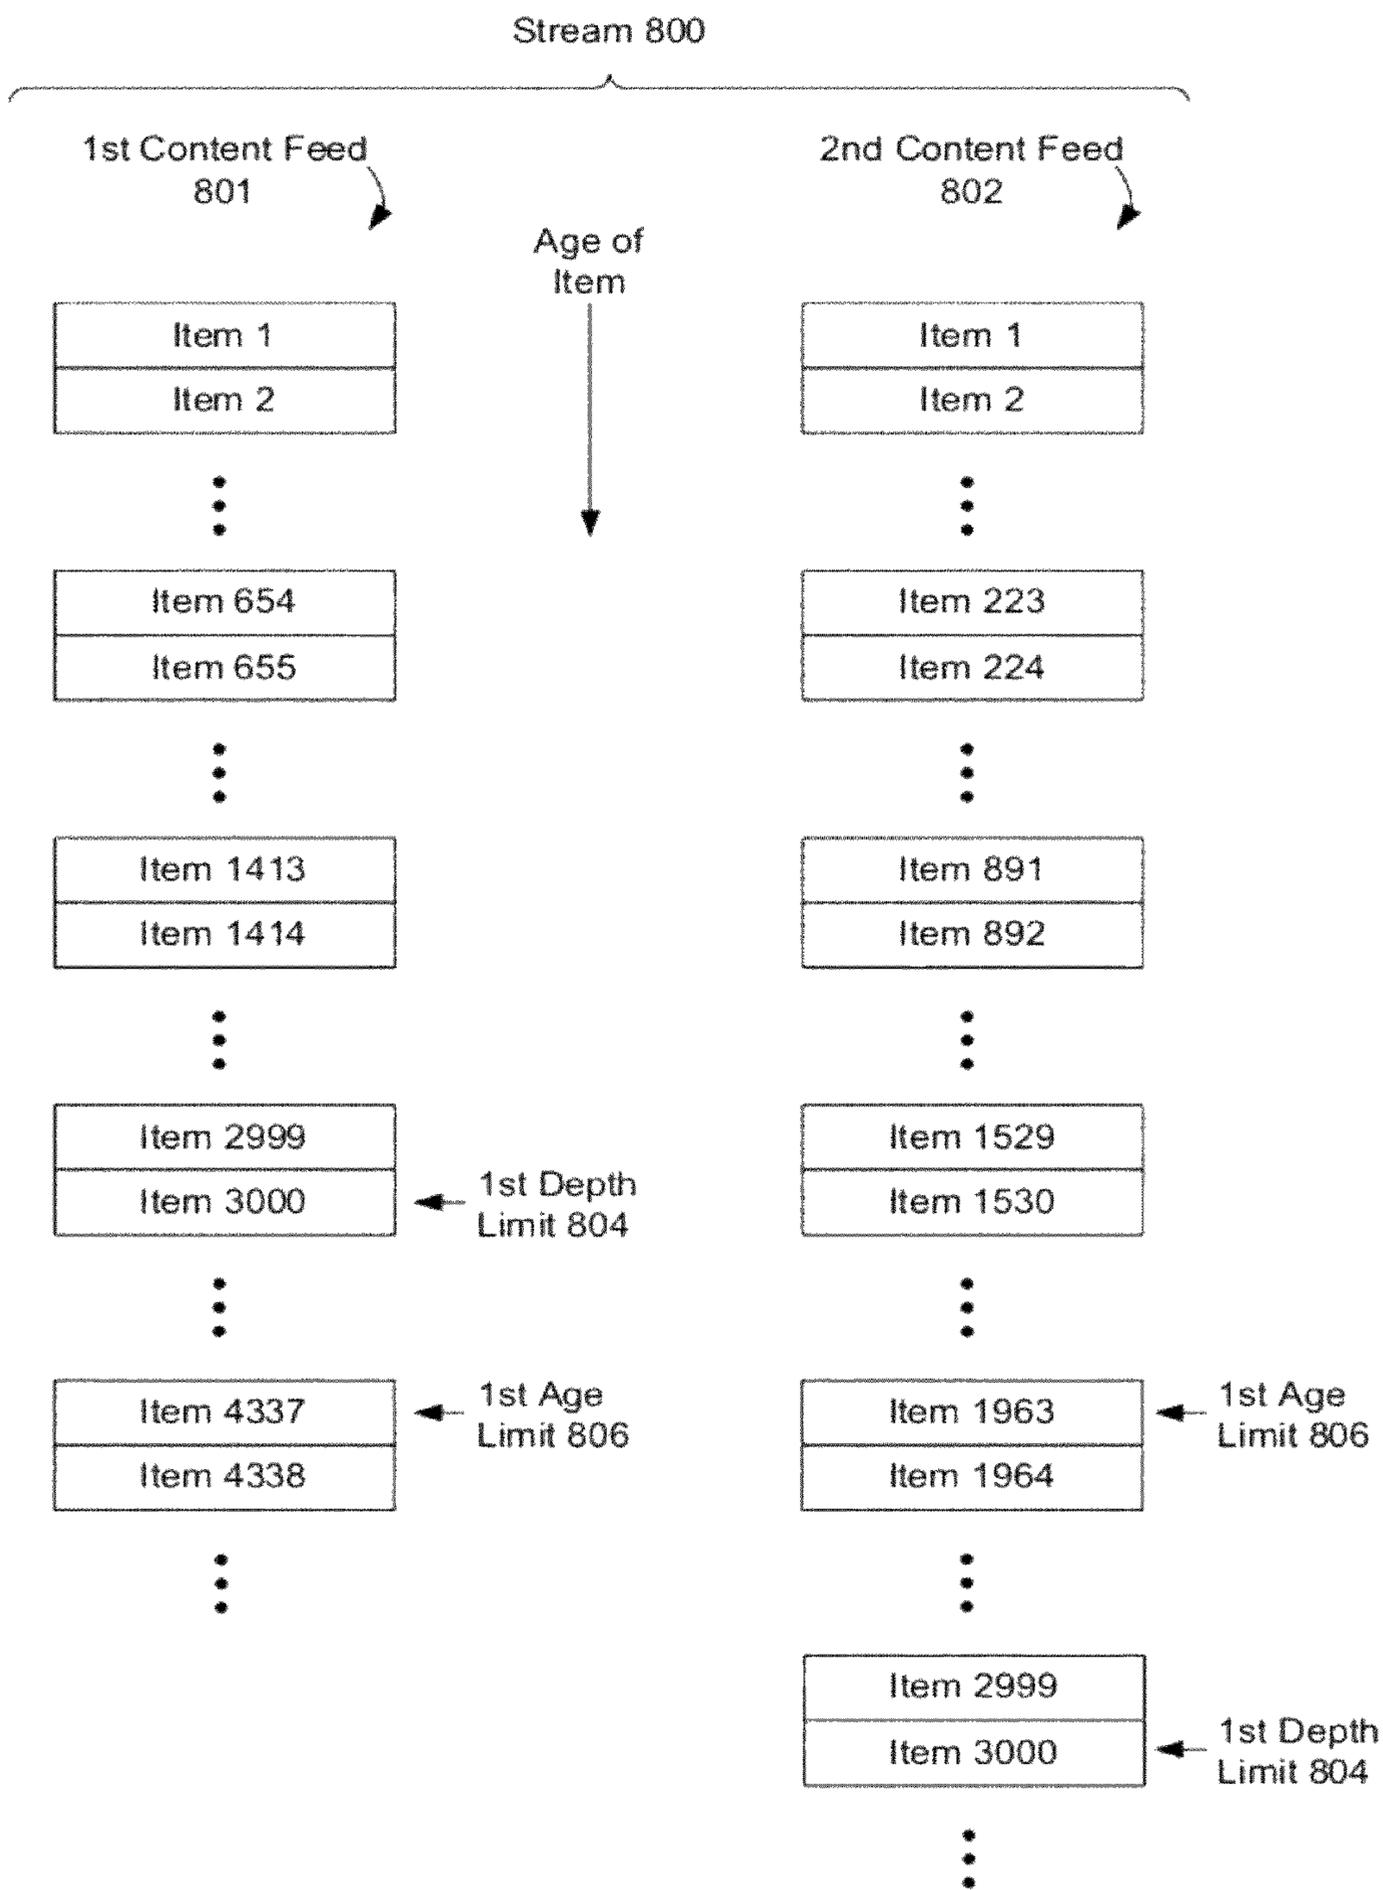 Stream 800
1st Content Feed
801
2nd Content Feed
802
Age of
Item
Item 1
Item 2
Item 654
Item 655
Item 1413
Item 1414
Item 2999
Item 3000
1st Depth
Limit 804
Item 4337
Item 4338
1st Age
Limit 806
Item 1
Item 2
Item 223
Item 224
Item 891
Item 892
Item 1529
Item 1530
Item 1963
Item 1964
1st Age
Limit 806
Item 2999
Item 3000
1st Depth
Limit 804